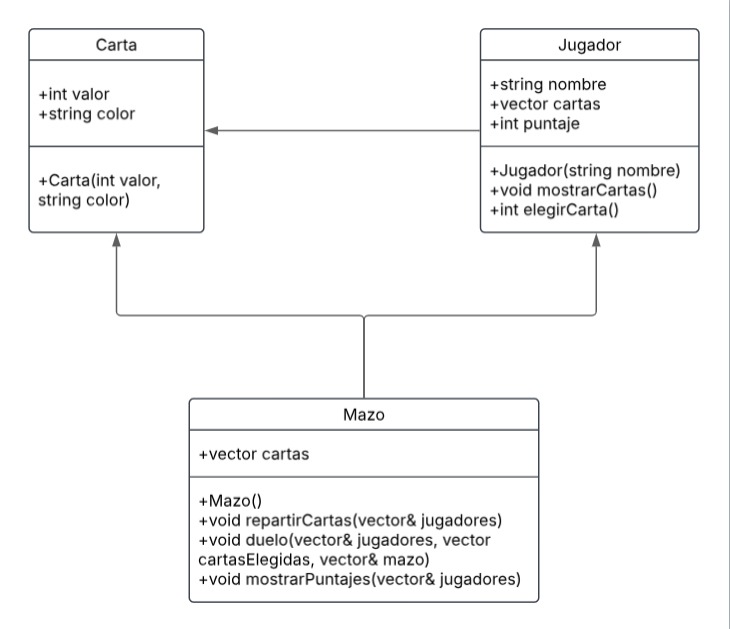 Carta
+int valor
+string color
+Carta(int valor,
string color)
Jugador
+string nombre
+vector cartas
+int puntaje
+Jugador(string nombre)
+void mostrarCartas()
+int elegirCarta()
Mazo
+vector cartas
+Mazo()
+void repartirCartas(vector& jugadores)
+void duelo(vector& jugadores, vector
cartasElegidas, vector& mazo)
+void mostrarPuntajes(vector& jugadores)